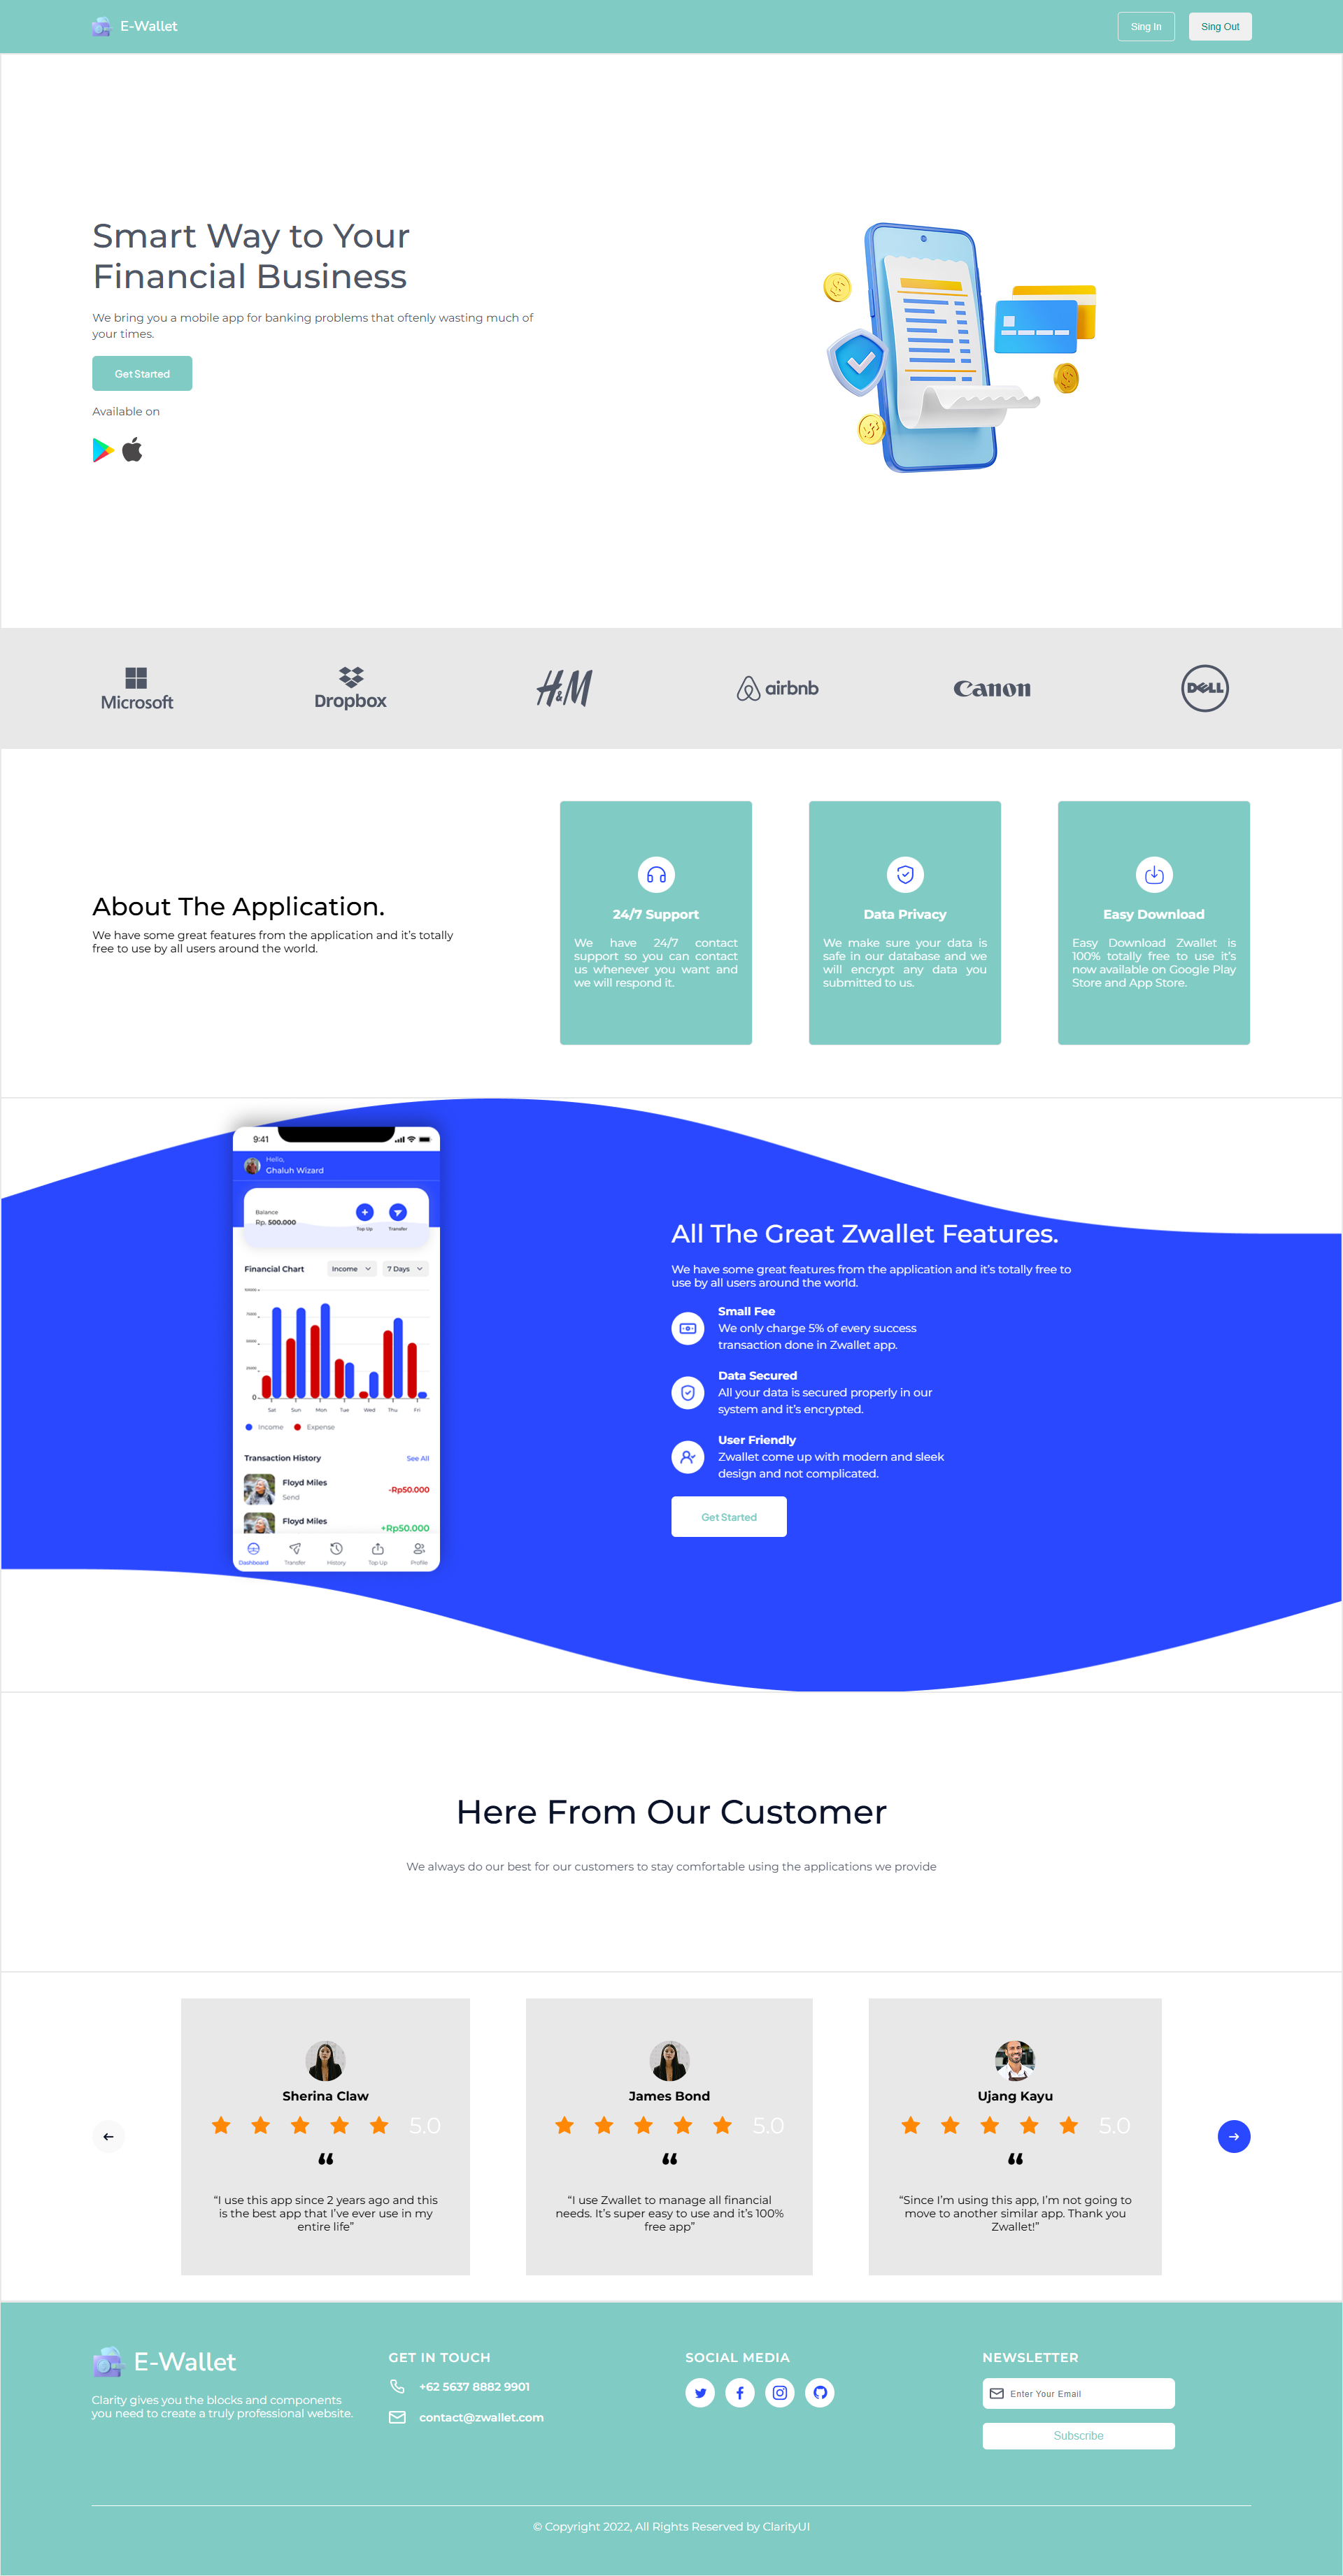 E-Wallet
Sing In
Sing Out
Smart Way to Your
Financial Business
We bring you a mobile app for banking problems that oftenly wasting much of
your times.
Get Started
Available on
Microsoft
Dropbox
H&M
airbnb
Canon
DELL
About The Application.
We have some great features from the application and it's totally
free to use by all users around the world.
24/7 Support
We have 24/7 contact
support so you can contact
us whenever you want and
we will respond it.
Data Privacy
We make sure your data is
safe in our database and we
will encrypt any data you
submitted to us.
Easy Download
Easy Download Zwallet is
100% totally free to use it's
now available on Google Play
Store and App Store.
9:41
Hello,
Ghaluh Wizard
Balance
Rp. 500.000
Top Up
Transfer
Financial Chart
Income
7 Days
10000
7500
5000
2500
0
Sat
Sun
Mon
Tue
Wed
Thu
Fri
Income
Expense
Transaction History
See All
Floyd Miles
Send
-Rp50.000
Floyd Miles
+Rp50.000
Dashboard
Transfer
History
Top Up
Profile
All The Great Zwallet Features.
We have some great features from the application and it's totally free to
use by all users around the world.
Small Fee
We only charge 5% of every success
transaction done in Zwallet app.
Data Secured
All your data is secured properly in our
system and it's encrypted.
User Friendly
Zwallet come up with modern and sleek
design and not complicated.
Get Started
Here From Our Customer
We always do our best for our customers to stay comfortable using the applications we provide
Sherina Claw
5.0
“
“I use this app since 2 years ago and this
is the best app that I've ever use in my
entire life”
James Bond
5.0
“
“I use Zwallet to manage all financial
needs. It's super easy to use and it's 100%
free app”
Ujang Kayu
5.0
“
“Since I'm using this app, I'm not going to
move to another similar app. Thank you
Zwallet!”
E-Wallet
Clarity gives you the blocks and components
you need to create a truly professional website.
GET IN TOUCH
+62 5637 8882 9901
contact@zwallet.com
SOCIAL MEDIA
NEWSLETTER
Enter Your Email
Subscribe
© Copyright 2022, All Rights Reserved by ClarityUI